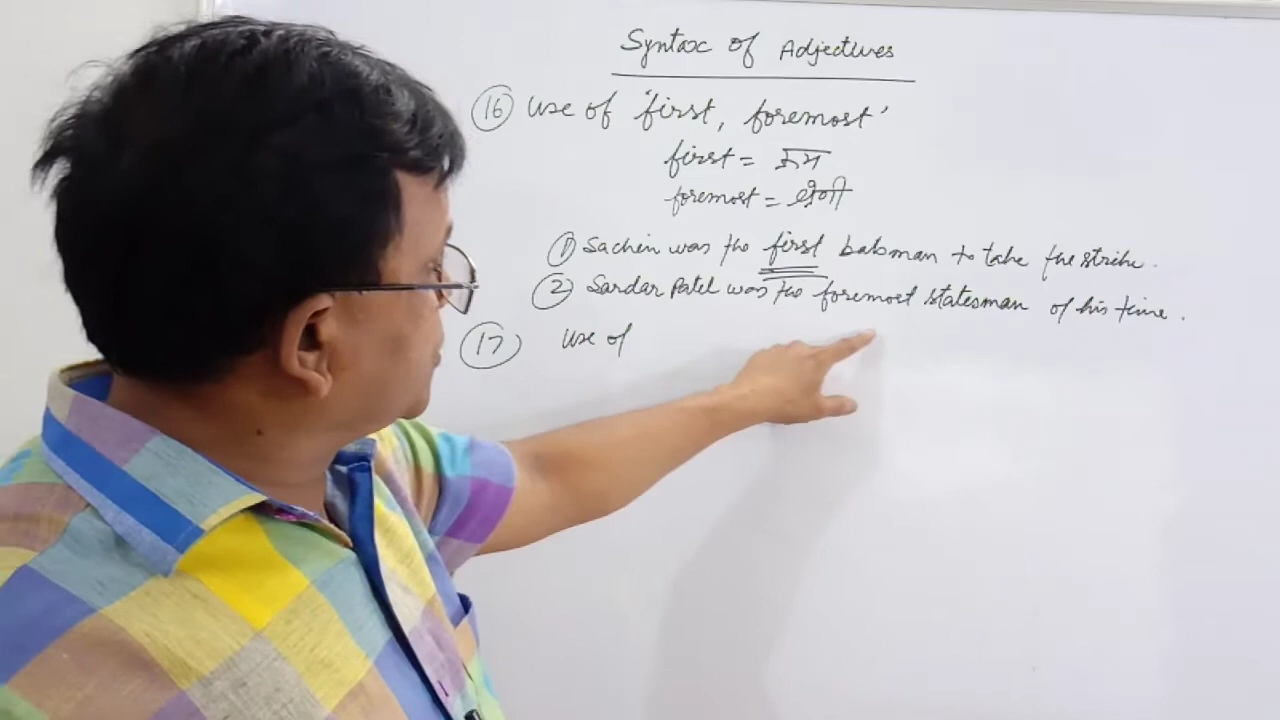 Syntax of Adjectives
16 use of 'first, foremost'
first = क्रम
foremost = श्रेणी
① Sachin was the first batsman to take the strike.
② Sardar Patel was the foremost statesman of his time.
17 use of